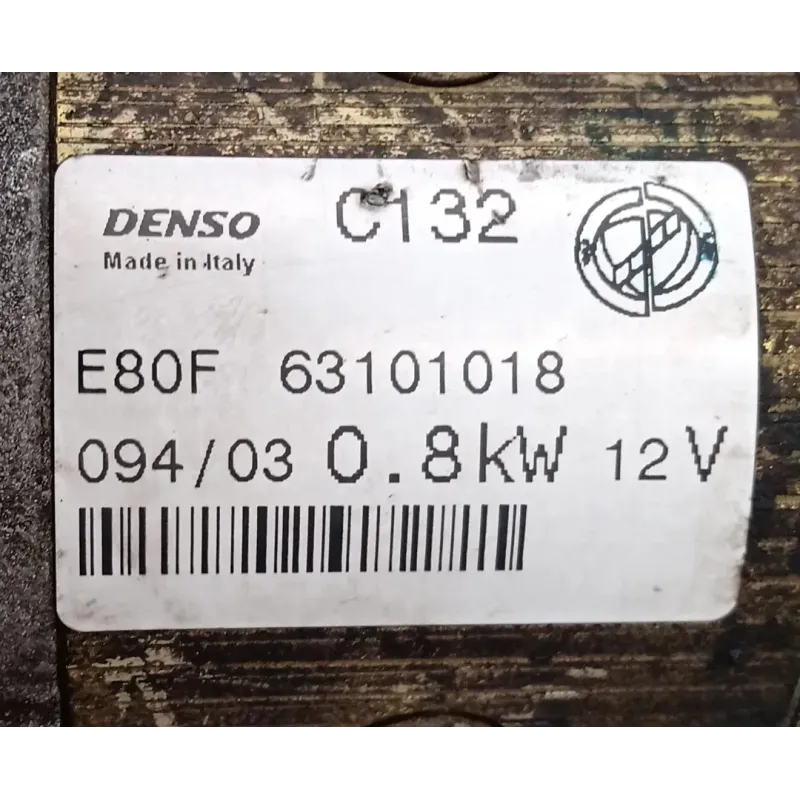 DENSO C132
Made in Italy
E80F 63101018
094/03 0.8kW 12V